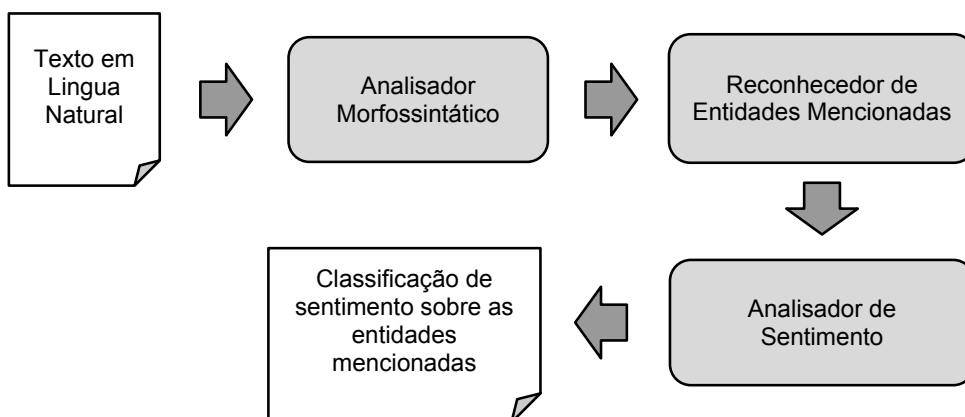 Texto em
Lingua
Natural
Analisador
Morfossintático
Reconhecedor de
Entidades Mencionadas
Analisador de
Sentimento
Classificação de
sentimento sobre as
entidades
mencionadas